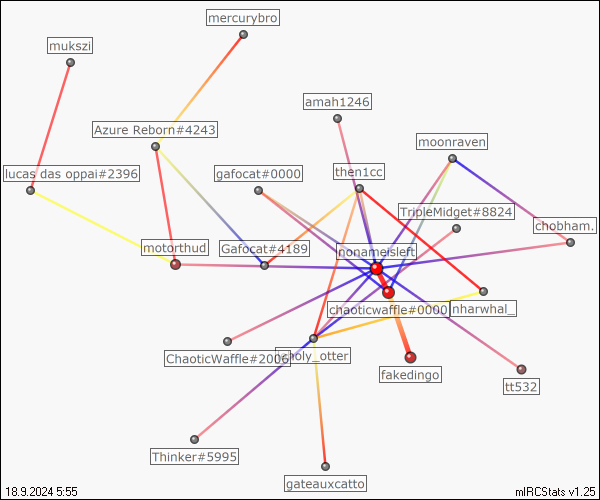 mercurybro
mukszi
amah1246
Azure Reborn#4243
moonraven
lucas das oppai#2396
gafocat#0000
then1cc
TripleMidget#8824
chobham.
motorthud
Gafocat#4189
nonameisleft
chaoticwaffle#0000
nharwhal_
ChaoticWaffle#2006
choly_otter
fakedingo
tt532
Thinker#5995
gateauxcatto
18.9.2024 5:55
mIRCStats v1.25